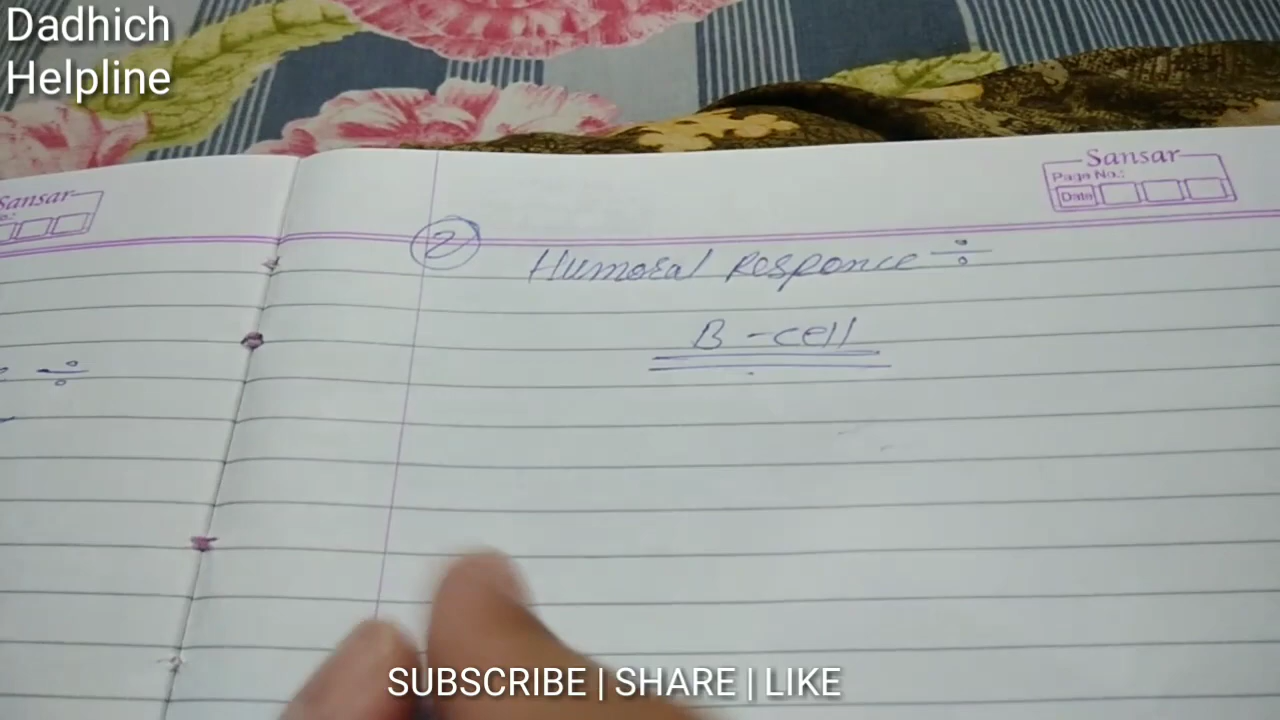 Dadhich
Helpline
Sansar
Sansar
Page No.:
Date
② Humoral Responce ÷
B - cell
SUBSCRIBE | SHARE | LIKE